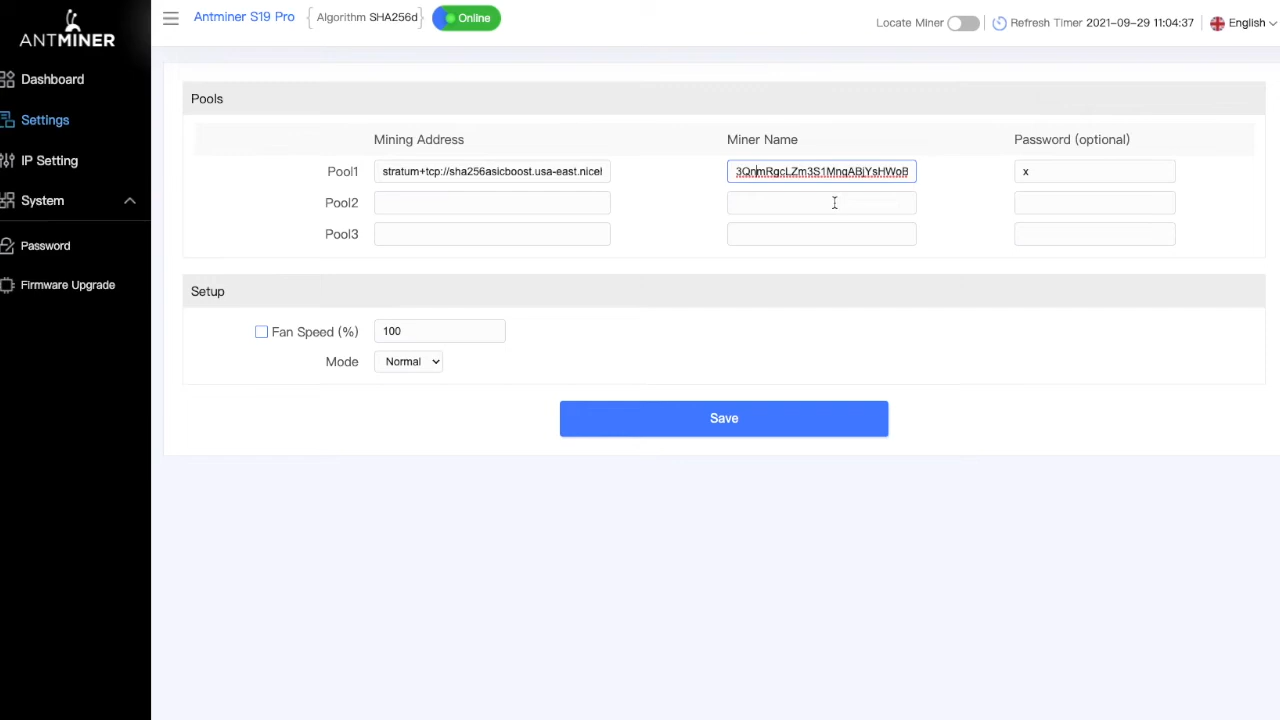 ANTMINER
Antminer S19 Pro
Algorithm SHA256d
Online
Locate Miner
Refresh Timer 2021-09-29 11:04:37
English
Dashboard
Settings
IP Setting
System
Password
Firmware Upgrade
Pools
Mining Address Miner Name Password (optional)
Pool1 stratum+tcp://sha256asicboost.usa-east.nicel 3QnmRgcLZm3S1MnqABjYsHWoB x
Pool2
Pool3
Setup
Fan Speed (%) 100
Mode Normal
Save